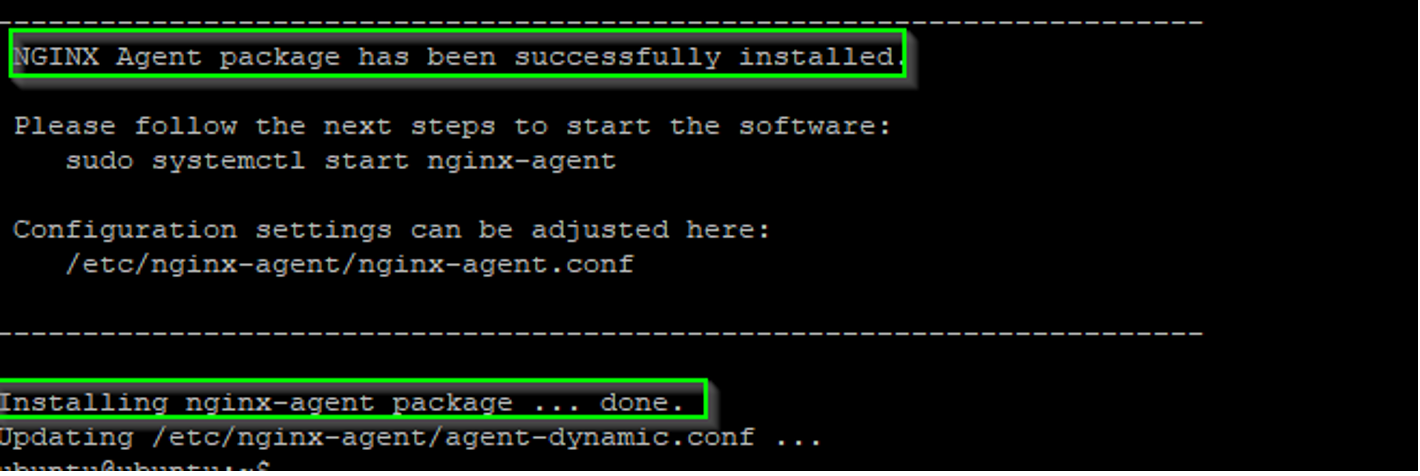 NGINX Agent package has been successfully installed.
Please follow the next steps to start the software:
sudo systemctl start nginx-agent
Configuration settings can be adjusted here:
/etc/nginx-agent/nginx-agent.conf
Installing nginx-agent package ... done.
Updating /etc/nginx-agent/agent-dynamic.conf ...
ubuntu@ubuntu:~$